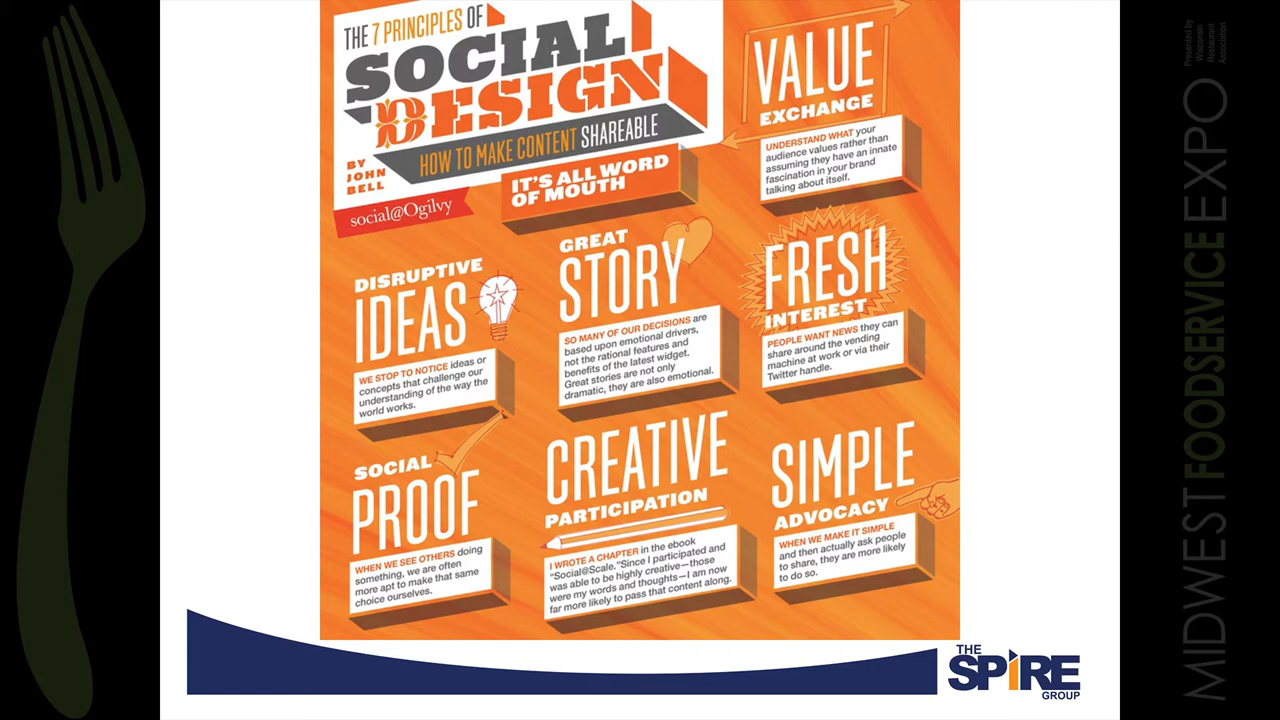 THE 7 PRINCIPLES OF
SOCIAL
DESIGN
HOW TO MAKE CONTENT SHAREABLE
BY
JOHN
BELL
social@Ogilvy
IT'S ALL WORD
OF MOUTH
VALUE
EXCHANGE
UNDERSTAND WHAT your
audience values rather than
assuming they have an innate
fascination in your brand
talking about itself.
DISRUPTIVE
IDEAS
WE STOP TO NOTICE ideas or
concepts that challenge our
understanding of the way the
world works.
GREAT
STORY
SO MANY OF OUR DECISIONS are
based upon emotional drivers,
not the rational features and
benefits of the latest widget.
Great stories are not only
dramatic, they are also emotional.
FRESH
INTEREST
PEOPLE WANT NEWS they can
share around the vending
machine at work or via their
Twitter handle.
SOCIAL
PROOF
WHEN WE SEE OTHERS doing
something, we are often
more apt to make that same
choice ourselves.
CREATIVE
PARTICIPATION
I WROTE A CHAPTER in the ebook
“Social@Scale.”Since I participated and
was able to be highly creative—those
were my words and thoughts—I am now
far more likely to pass that content along.
SIMPLE
ADVOCACY
WHEN WE MAKE IT SIMPLE
and then actually ask people
to share, they are more likely
to do so.
THE
SPIRE
GROUP
MIDWEST FOODSERVICE EXPO
Presented by
Wisconsin
Restaurant
Association